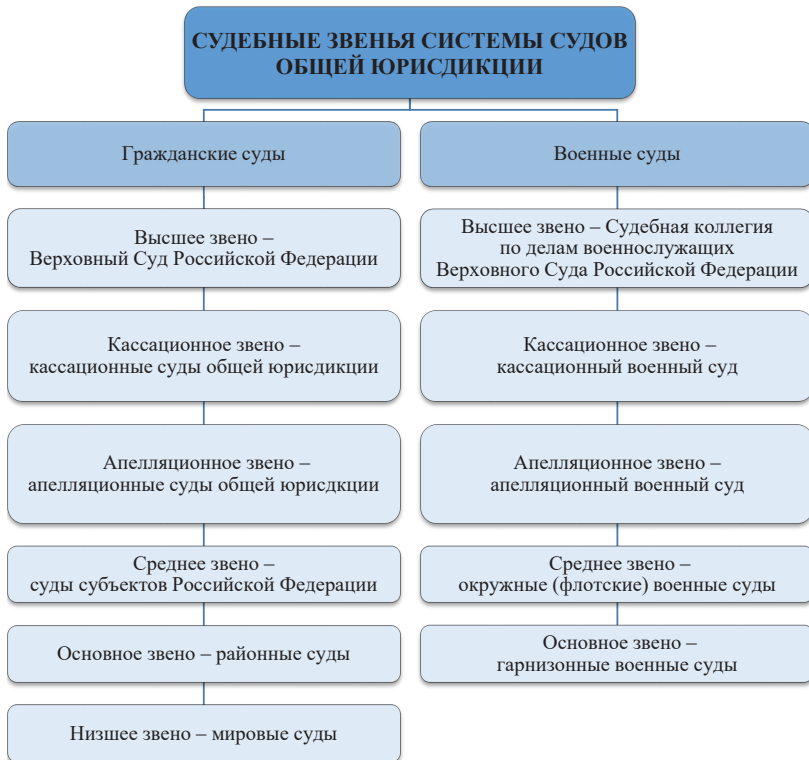 СУДЕБНЫЕ ЗВЕНЬЯ СИСТЕМЫ СУДОВ
ОБЩЕЙ ЮРИСДИКЦИИ
Гражданские суды
Высшее звено –
Верховный Суд Российской Федерации
Кассационное звено –
кассационные суды общей юрисдикции
Апелляционное звено –
апелляционные суды общей юрисдкции
Среднее звено –
суды субъектов Российской Федерации
Основное звено – районные суды
Низшее звено – мировые суды
Военные суды
Высшее звено – Судебная коллегия
по делам военнослужащих
Верховного Суда Российской Федерации
Кассационное звено –
кассационный военный суд
Апелляционное звено –
апелляционный военный суд
Среднее звено –
окружные (флотские) военные суды
Основное звено –
гарнизонные военные суды